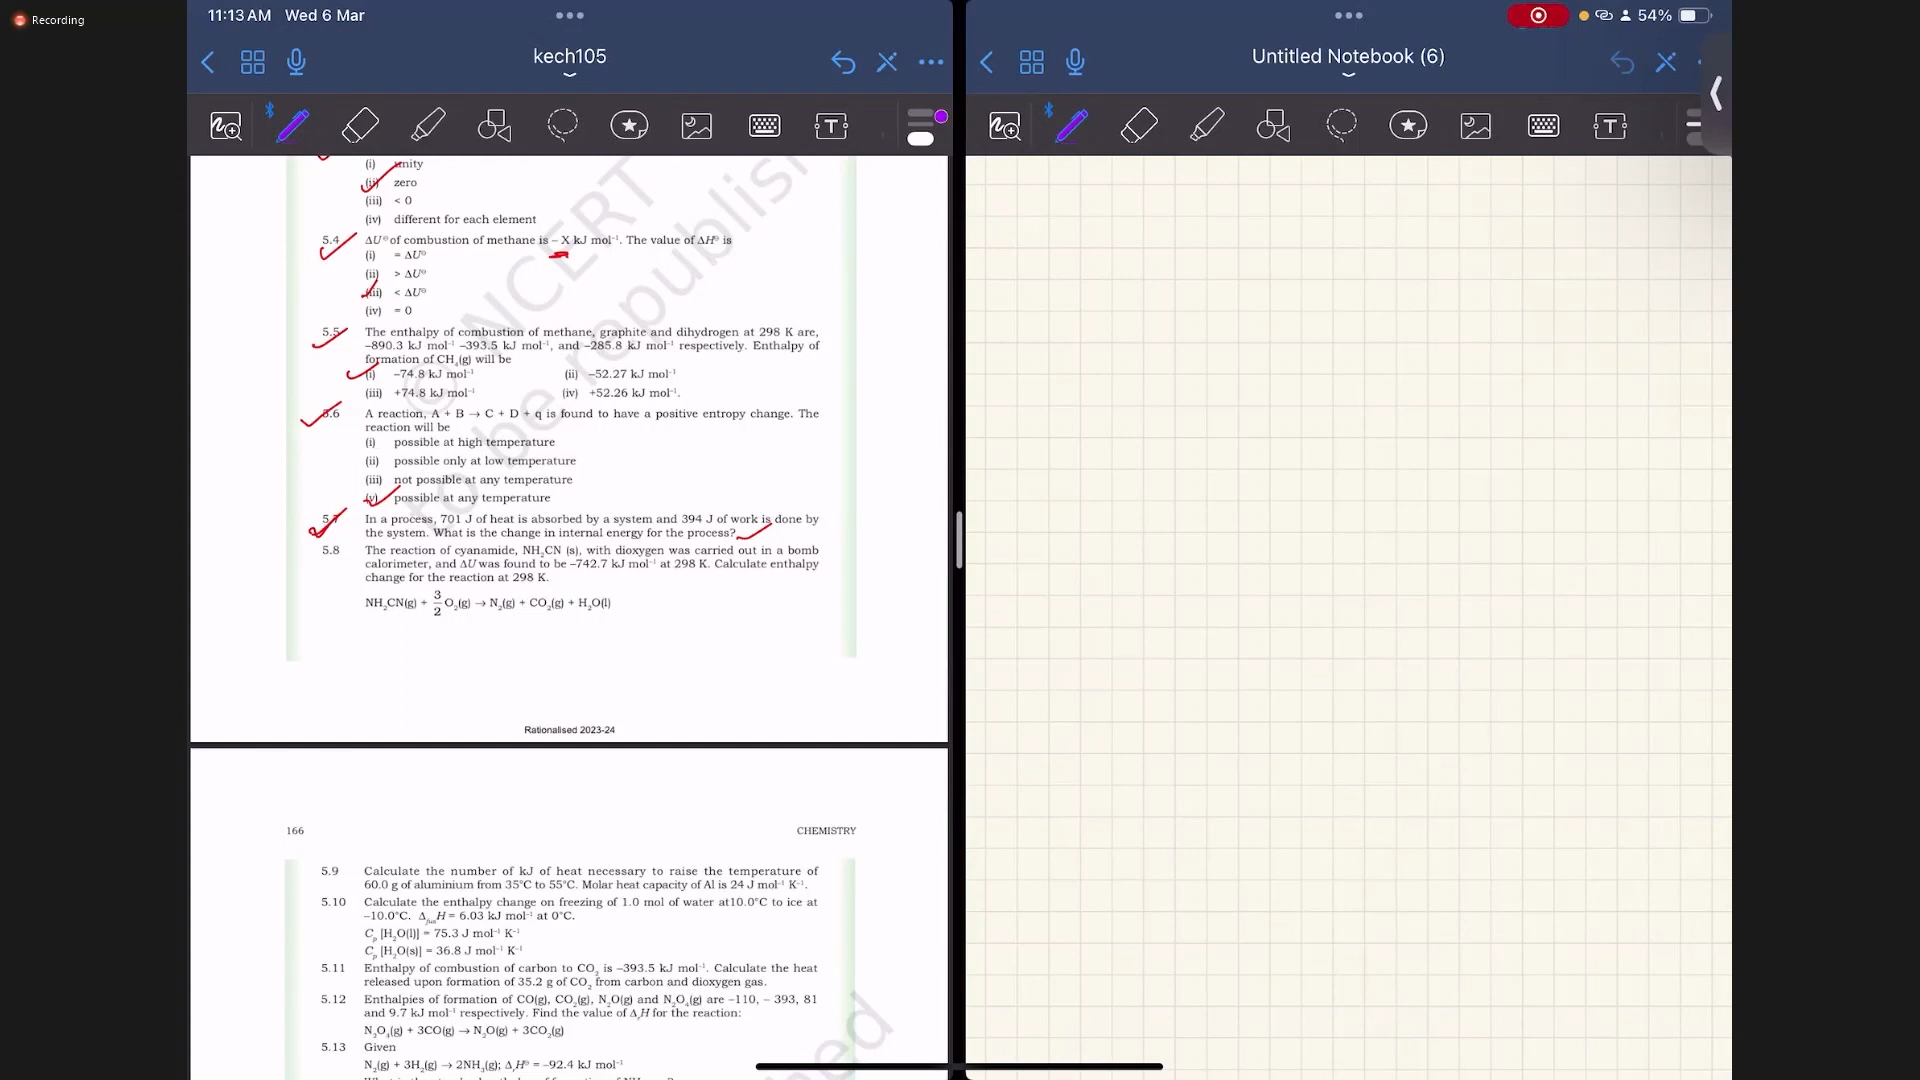 Recording
11:13 AM Wed 6 Mar
54%
kech105
Untitled Notebook (6)
(i) unity
(ii) zero
(iii) < 0
(iv) different for each element
5.4 ΔU⊖ of combustion of methane is – X kJ mol⁻¹. The value of ΔH⊖ is
(i) = ΔU⊖
(ii) > ΔU⊖
(iii) < ΔU⊖
(iv) = 0
5.5 The enthalpy of combustion of methane, graphite and dihydrogen at 298 K are,
–890.3 kJ mol⁻¹ –393.5 kJ mol⁻¹, and –285.8 kJ mol⁻¹ respectively. Enthalpy of
formation of CH₄(g) will be
(i) –74.8 kJ mol⁻¹ (ii) –52.27 kJ mol⁻¹
(iii) +74.8 kJ mol⁻¹ (iv) +52.26 kJ mol⁻¹.
5.6 A reaction, A + B → C + D + q is found to have a positive entropy change. The
reaction will be
(i) possible at high temperature
(ii) possible only at low temperature
(iii) not possible at any temperature
(v) possible at any temperature
5.7 In a process, 701 J of heat is absorbed by a system and 394 J of work is done by
the system. What is the change in internal energy for the process?
5.8 The reaction of cyanamide, NH₂CN (s), with dioxygen was carried out in a bomb
calorimeter, and ΔU was found to be –742.7 kJ mol⁻¹ at 298 K. Calculate enthalpy
change for the reaction at 298 K.
NH₂CN(g) + 3/2 O₂(g) → N₂(g) + CO₂(g) + H₂O(l)
© NCERT
to be republis
Rationalised 2023-24
166 CHEMISTRY
5.9 Calculate the number of kJ of heat necessary to raise the temperature of
60.0 g of aluminium from 35°C to 55°C. Molar heat capacity of Al is 24 J mol⁻¹ K⁻¹.
5.10 Calculate the enthalpy change on freezing of 1.0 mol of water at10.0°C to ice at
–10.0°C. Δfus H = 6.03 kJ mol⁻¹ at 0°C.
Cp [H₂O(l)] = 75.3 J mol⁻¹ K⁻¹
Cp [H₂O(s)] = 36.8 J mol⁻¹ K⁻¹
5.11 Enthalpy of combustion of carbon to CO₂ is –393.5 kJ mol⁻¹. Calculate the heat
released upon formation of 35.2 g of CO₂ from carbon and dioxygen gas.
5.12 Enthalpies of formation of CO(g), CO₂(g), N₂O(g) and N₂O₄(g) are –110, – 393, 81
and 9.7 kJ mol⁻¹ respectively. Find the value of ΔrH for the reaction:
N₂O₄(g) + 3CO(g) → N₂O(g) + 3CO₂(g)
5.13 Given
N₂(g) + 3H₂(g) → 2NH₃(g); ΔrH⊖ = –92.4 kJ mol⁻¹
hed